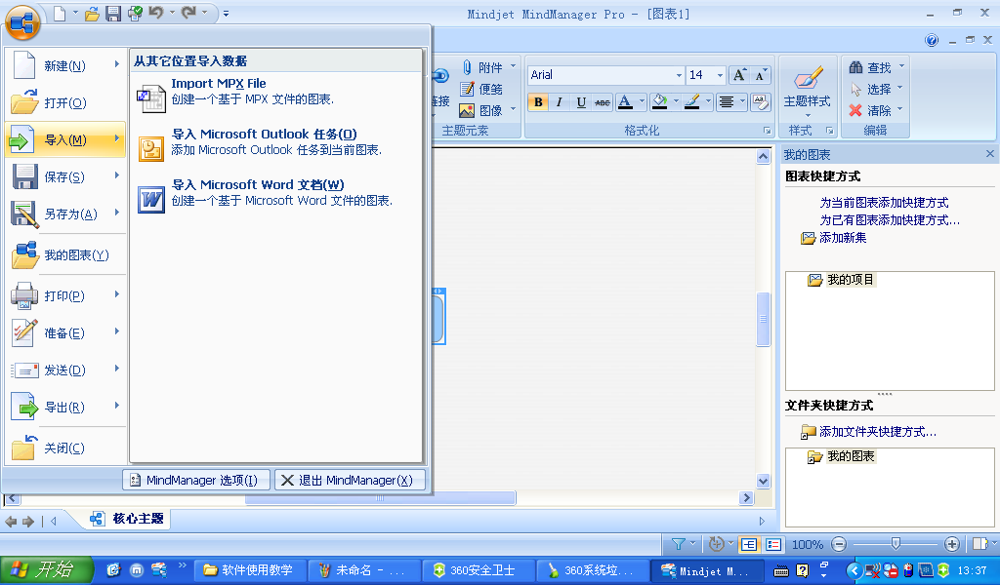 Mindjet MindManager Pro - [图表1]
新建(N)
打开(O)
导入(M)
保存(S)
另存为(A)
我的图表(Y)
打印(P)
准备(E)
发送(D)
导出(R)
关闭(C)
从其它位置导入数据
Import MPX File
创建一个基于 MPX 文件的图表.
导入 Microsoft Outlook 任务(O)
添加 Microsoft Outlook 任务到当前图表.
导入 Microsoft Word 文档(W)
创建一个基于 Microsoft Word 文件的图表.
MindManager 选项(I)
退出 MindManager(X)
链接
附件
便笺
图像
主题元素
Arial
14
A A
B I U ABC A
格式化
主题样式
样式
查找
选择
清除
编辑
我的图表
图表快捷方式
为当前图表添加快捷方式
为已有图表添加快捷方式...
添加新集
我的项目
文件夹快捷方式
添加文件夹快捷方式...
我的图表
核心主题
100%
开始
软件使用教学
未命名 - ...
360安全卫士
360系统垃...
Mindjet M...
13:37